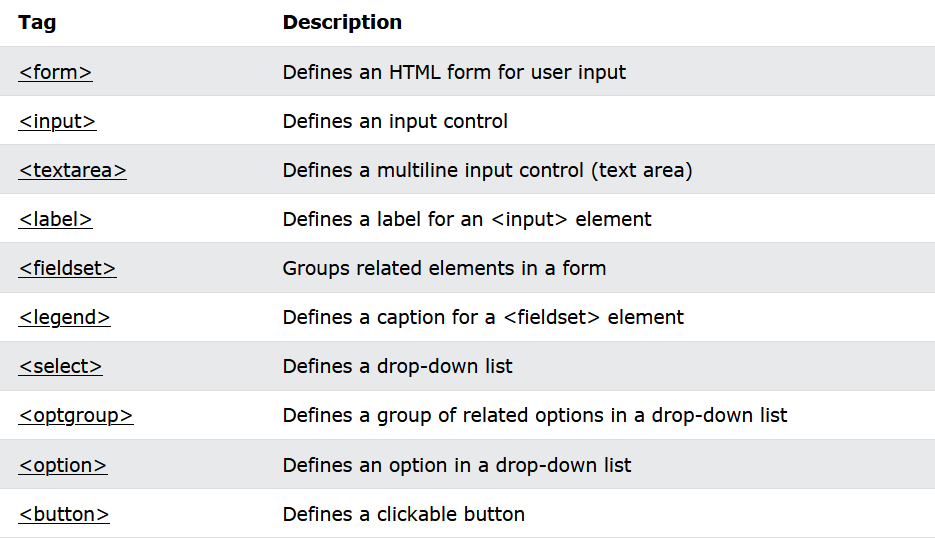 Tag Description
<form> Defines an HTML form for user input
<input> Defines an input control
<textarea> Defines a multiline input control (text area)
<label> Defines a label for an <input> element
<fieldset> Groups related elements in a form
<legend> Defines a caption for a <fieldset> element
<select> Defines a drop-down list
<optgroup> Defines a group of related options in a drop-down list
<option> Defines an option in a drop-down list
<button> Defines a clickable button